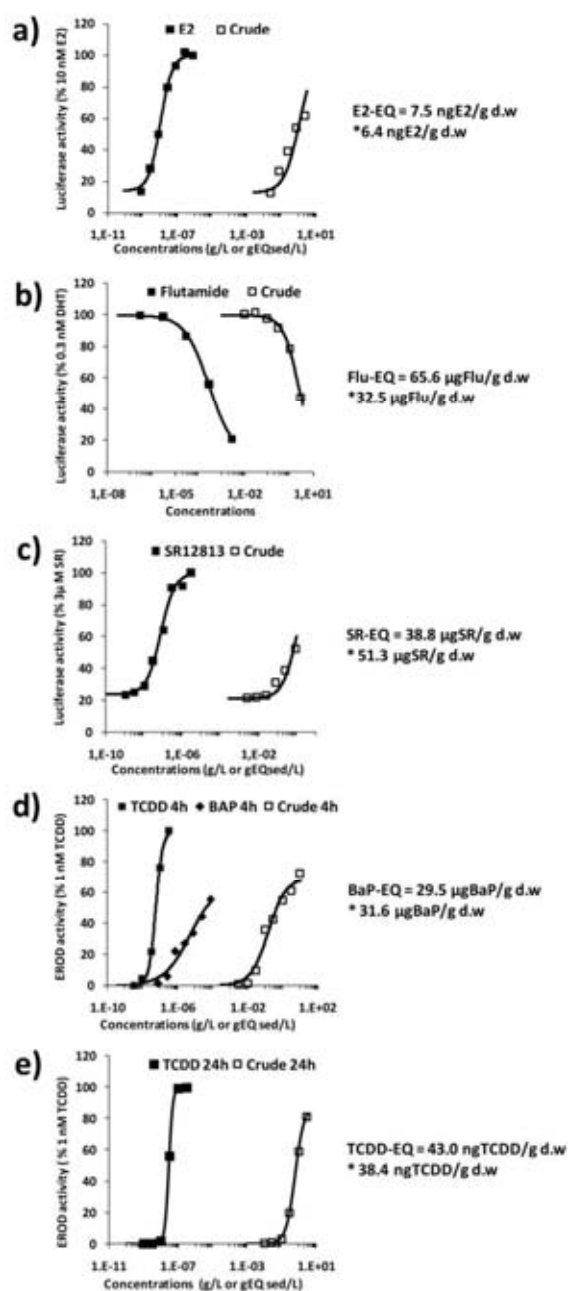 a)
E2 Crude
Luciferase activity (% 10 nM E2)
120
100
80
60
40
20
0
1,E-11 1,E-07 1,E-03 1,E+01
Concentrations (g/L or gEQsed/L)
E2-EQ = 7.5 ngE2/g d.w
*6.4 ngE2/g d.w
b)
Flutamide Crude
Luciferase activity (% 0.3 nM DHT)
120
100
80
60
40
20
0
1,E-08 1,E-05 1,E-02 1,E+01
Concentrations
Flu-EQ = 65.6 µgFlu/g d.w
*32.5 µgFlu/g d.w
c)
SR12813 Crude
Luciferase activity (% 3µ M SR)
120
100
80
60
40
20
0
1,E-10 1,E-06 1,E-02
Concentrations (g/L or gEQsed/L)
SR-EQ = 38.8 µgSR/g d.w
* 51.3 µgSR/g d.w
d)
TCDD 4h BAP 4h Crude 4h
EROD activity (% 1 nM TCDD)
120
100
80
60
40
20
0
1,E-10 1,E-06 1,E-02 1,E+02
Concentrations (g/L or gEQ sed/L)
BaP-EQ = 29.5 µgBaP/g d.w
* 31.6 µgBaP/g d.w
e)
TCDD 24h Crude 24h
EROD activity ( % 1 nM TCDD)
120
100
80
60
40
20
0
1,E-11 1,E-07 1,E-03 1,E+01
Concentrations (g/L or gEQ sed/L)
TCDD-EQ = 43.0 ngTCDD/g d.w
* 38.4 ngTCDD/g d.w